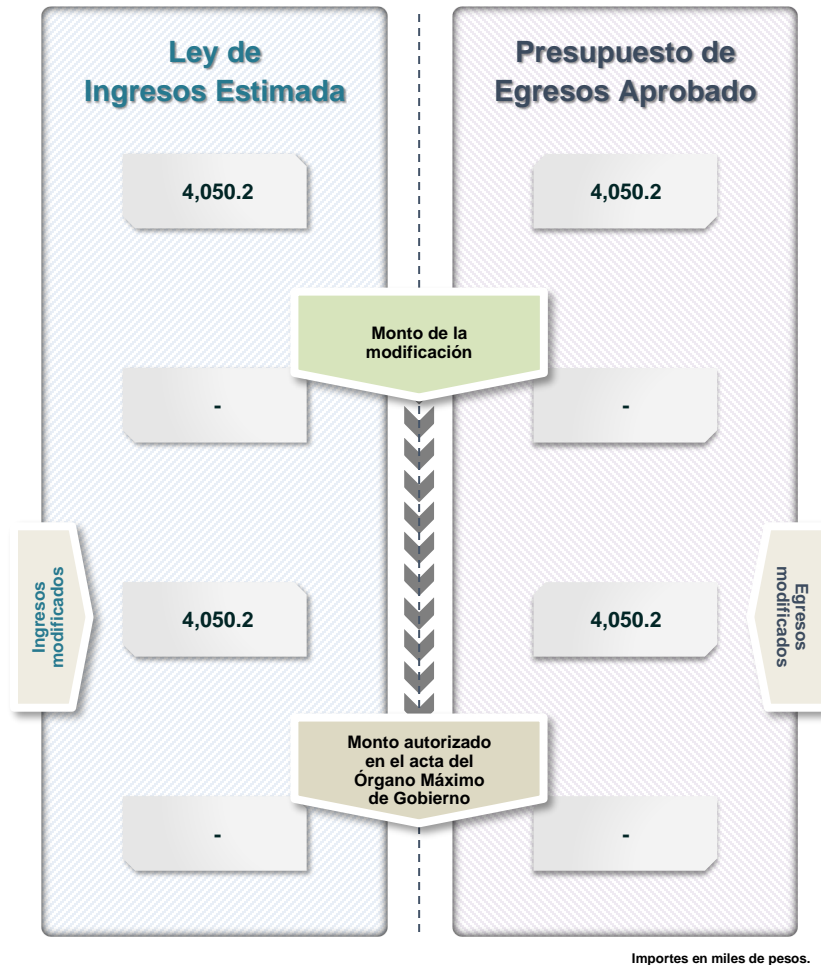 Ley de
Ingresos Estimada
Presupuesto de
Egresos Aprobado
4,050.2
4,050.2
Monto de la
modificación
-
-
Ingresos
modificados
4,050.2
4,050.2
Egresos
modificados
Monto autorizado
en el acta del
Órgano Máximo
de Gobierno
-
-
Importes en miles de pesos.